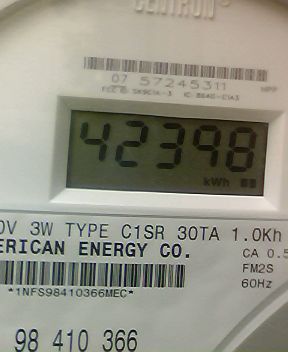 CENTRON®
07 57245311
42398
kWh
0V 3W TYPE C1SR 30TA 1.0Kh
ERICAN ENERGY CO.
CA 0.5
FM2S
*1NFS98410366MEC*
60Hz
98 410 366